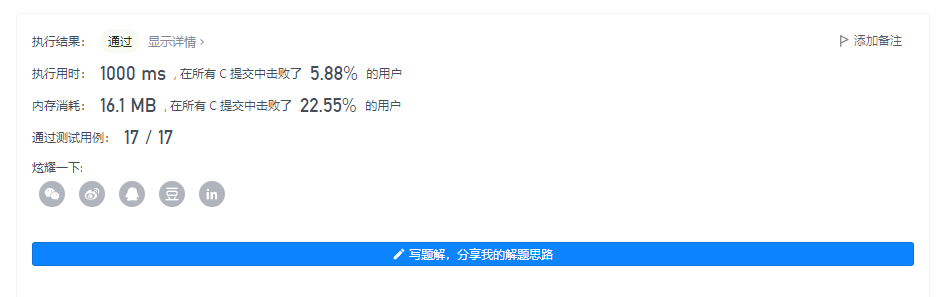 执行结果： 通过 显示详情 › 添加备注
执行用时： 1000 ms ，在所有 C 提交中击败了 5.88% 的用户
内存消耗： 16.1 MB ，在所有 C 提交中击败了 22.55% 的用户
通过测试用例： 17 / 17
炫耀一下:
豆 in
写题解，分享我的解题思路